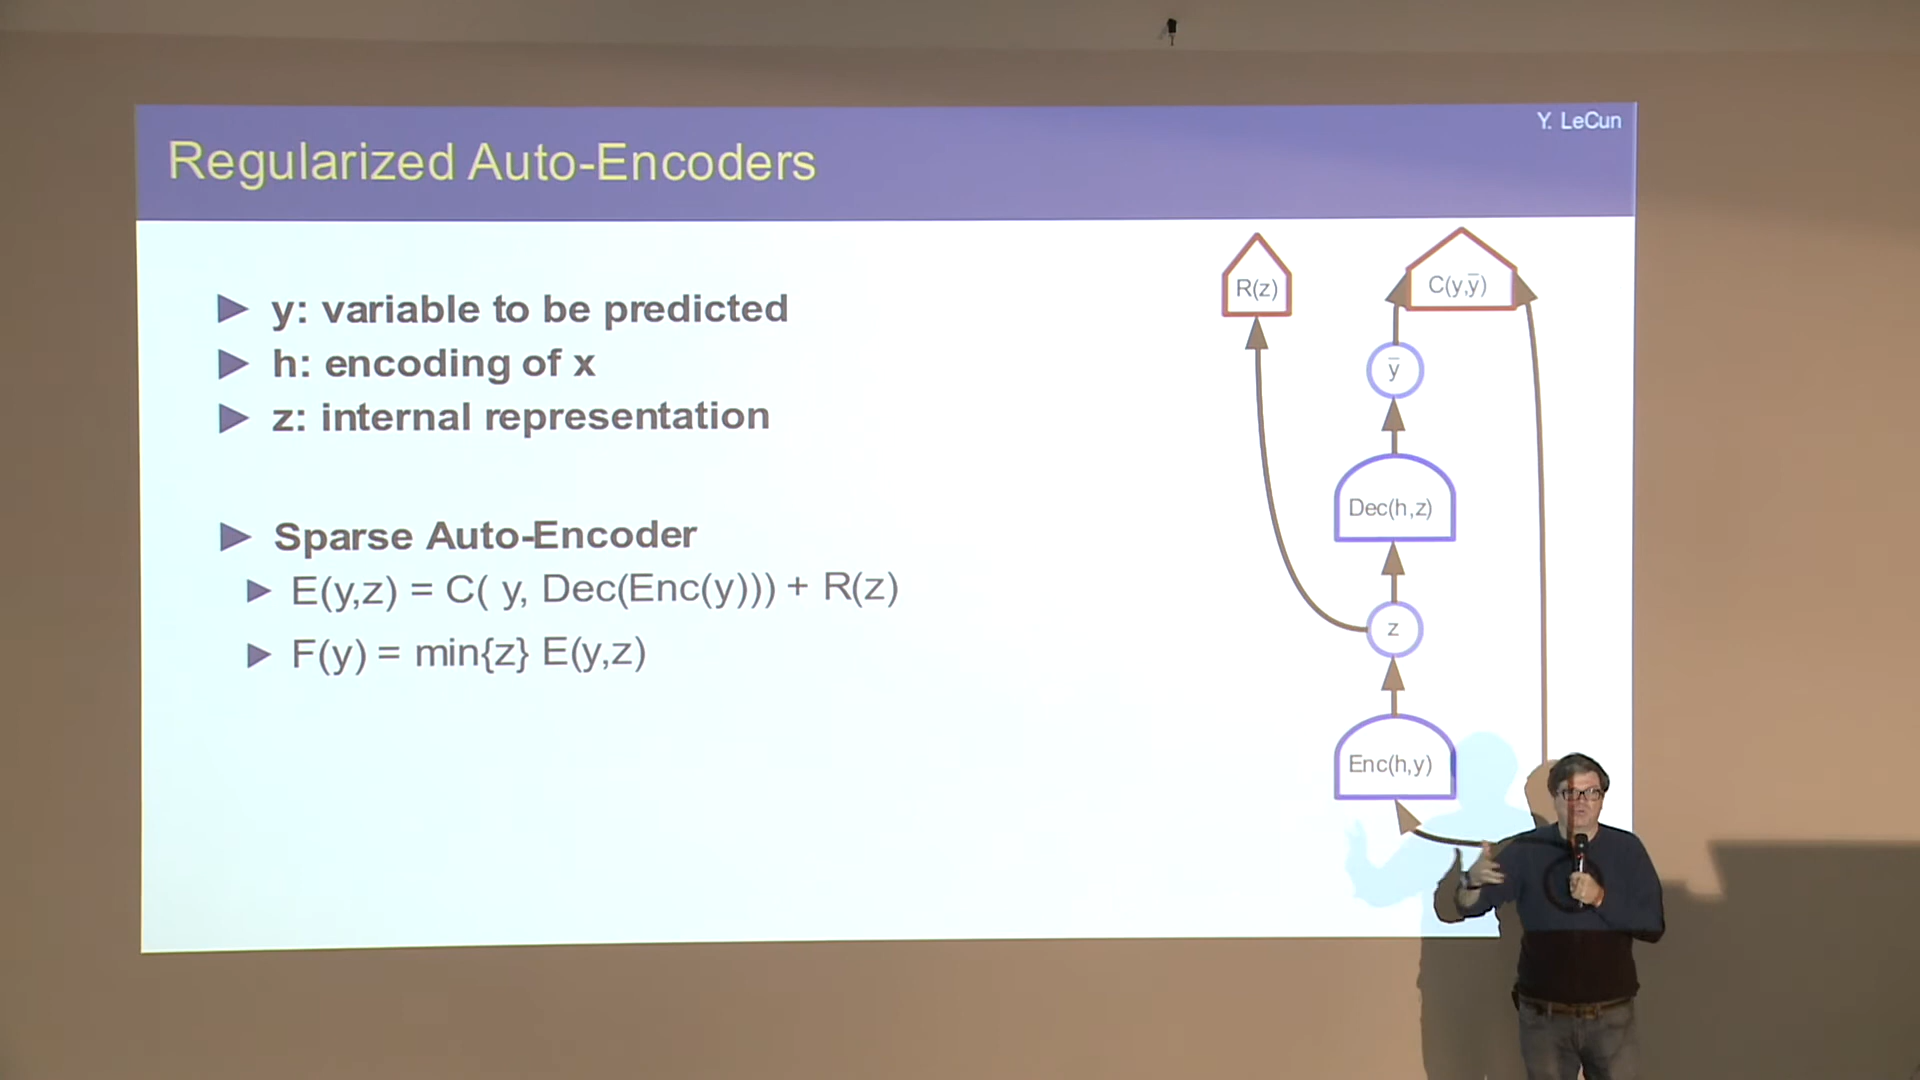 Y. LeCun
Regularized Auto-Encoders
y: variable to be predicted
h: encoding of x
z: internal representation
Sparse Auto-Encoder
E(y,z) = C( y, Dec(Enc(y))) + R(z)
F(y) = min{z} E(y,z)
R(z)
C(y,y̅)
y̅
Dec(h,z)
z
Enc(h,y)